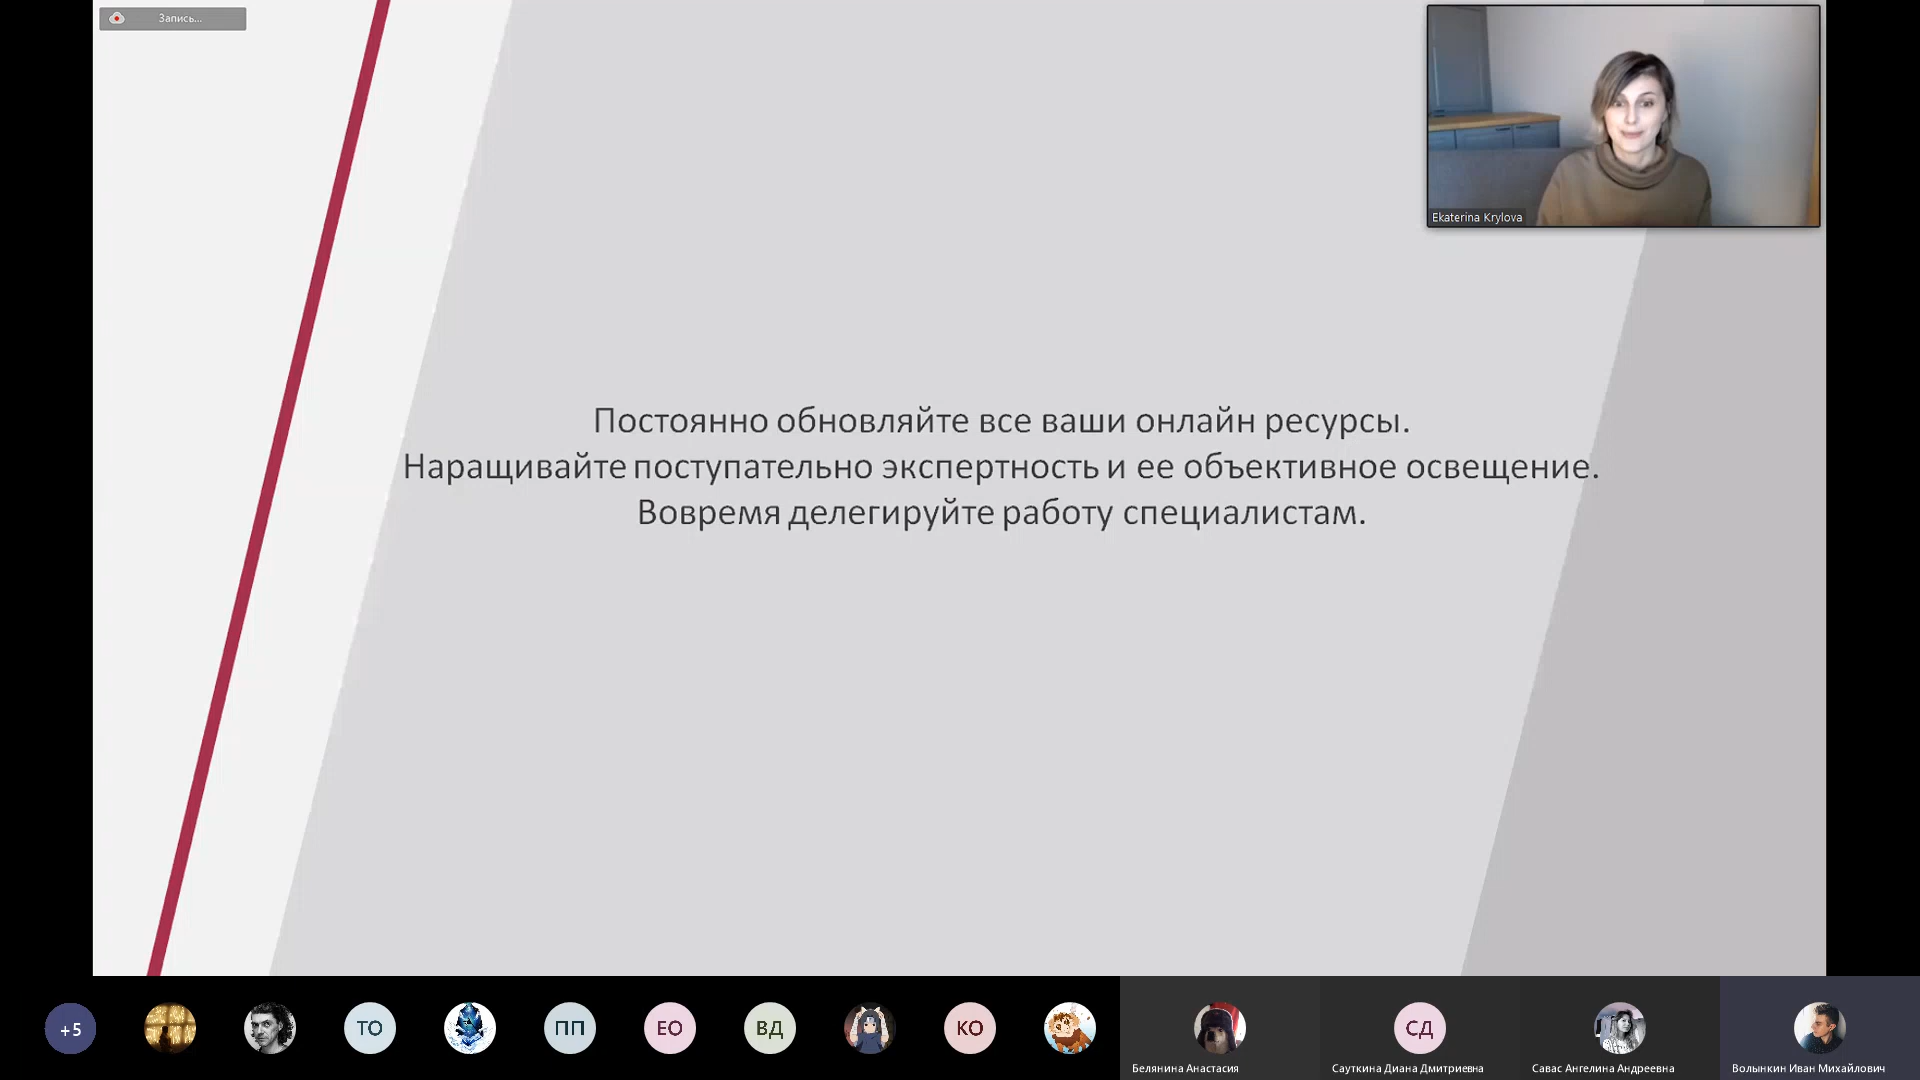 Запись...
Ekaterina Krylova
Постоянно обновляйте все ваши онлайн ресурсы.
Наращивайте поступательно экспертность и ее объективное освещение.
Вовремя делегируйте работу специалистам.
+5
ТО
ПП
ЕО
ВД
КО
СД
Белянина Анастасия
Сауткина Диана Дмитриевна
Савас Ангелина Андреевна
Волынкин Иван Михайлович